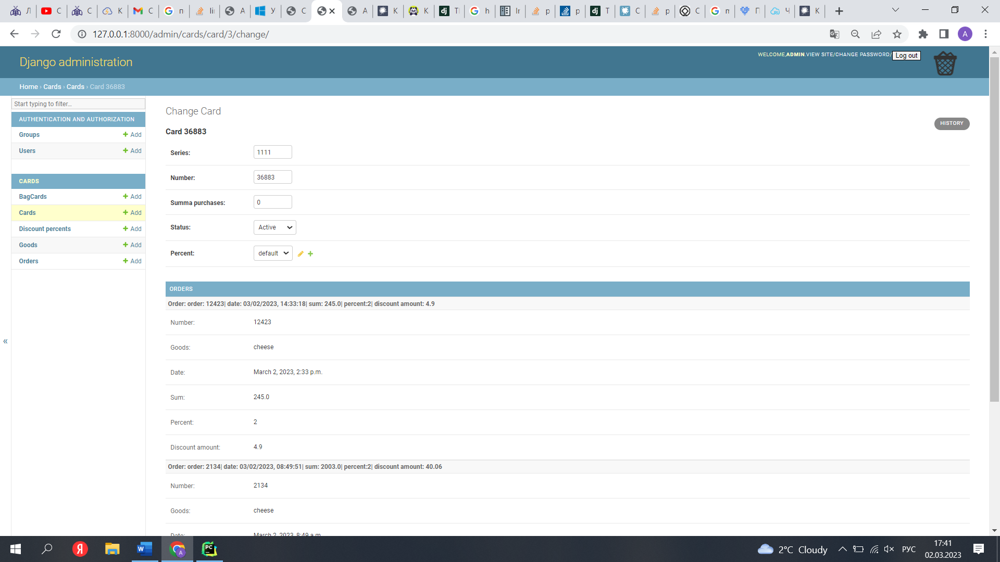 Л
С
С
К
С
п
li
А
У
С
А
К
К
T
h
Ir
p
p
T
С
p
С
п
Ч
К
127.0.0.1:8000/admin/cards/card/3/change/
A
Django administration
WELCOME,ADMIN.VIEW SITE/CHANGE PASSWORD/ Log out
Home › Cards › Cards › Card 36883
Start typing to filter...
AUTHENTICATION AND AUTHORIZATION
Groups + Add
Users + Add
CARDS
BagCards + Add
Cards + Add
Discount percents + Add
Goods + Add
Orders + Add
«
Change Card
HISTORY
Card 36883
Series: 1111
Number: 36883
Summa purchases: 0
Status: Active
Percent: default
ORDERS
Order: order: 12423| date: 03/02/2023, 14:33:18| sum: 245.0| percent:2| discount amount: 4.9
Number: 12423
Goods: cheese
Date: March 2, 2023, 2:33 p.m.
Sum: 245.0
Percent: 2
Discount amount: 4.9
Order: order: 2134| date: 03/02/2023, 08:49:51| sum: 2003.0| percent:2| discount amount: 40.06
Number: 2134
Goods: cheese
Date: March 2, 2023, 8:49 a.m.
2°C Cloudy
РУС
17:41
02.03.2023